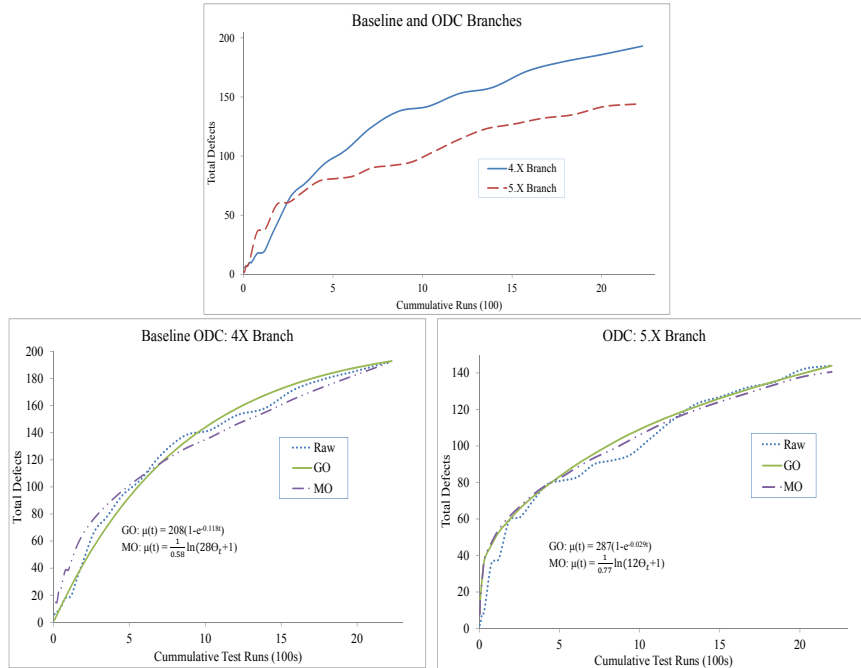 Baseline and ODC Branches
200
150
100
50
0
Total Defects
4.X Branch
5.X Branch
0
5
10
15
20
Cummulative Runs (100)
Baseline ODC: 4X Branch
200
180
160
140
120
100
80
60
40
20
0
Total Defects
Raw
GO
MO
GO: μ(t) = 208(1-e^-0.118t)
MO: μ(t) = 1/0.58 ln(28Θ_t+1)
0
5
10
15
20
Cummulative Test Runs (100s)
ODC: 5.X Branch
140
120
100
80
60
40
20
0
Total Defects
Raw
GO
MO
GO: μ(t) = 287(1-e^-0.029t)
MO: μ(t) = 1/0.77 ln(12Θ_t+1)
0
5
10
15
20
Cummulative Test Runs (100s)